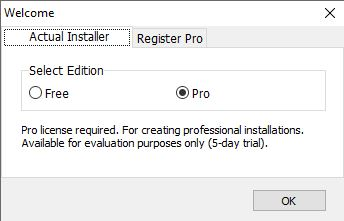 Welcome
Actual Installer
Register Pro
Select Edition
Free
Pro
Pro license required. For creating professional installations.
Available for evaluation purposes only (5-day trial).
OK